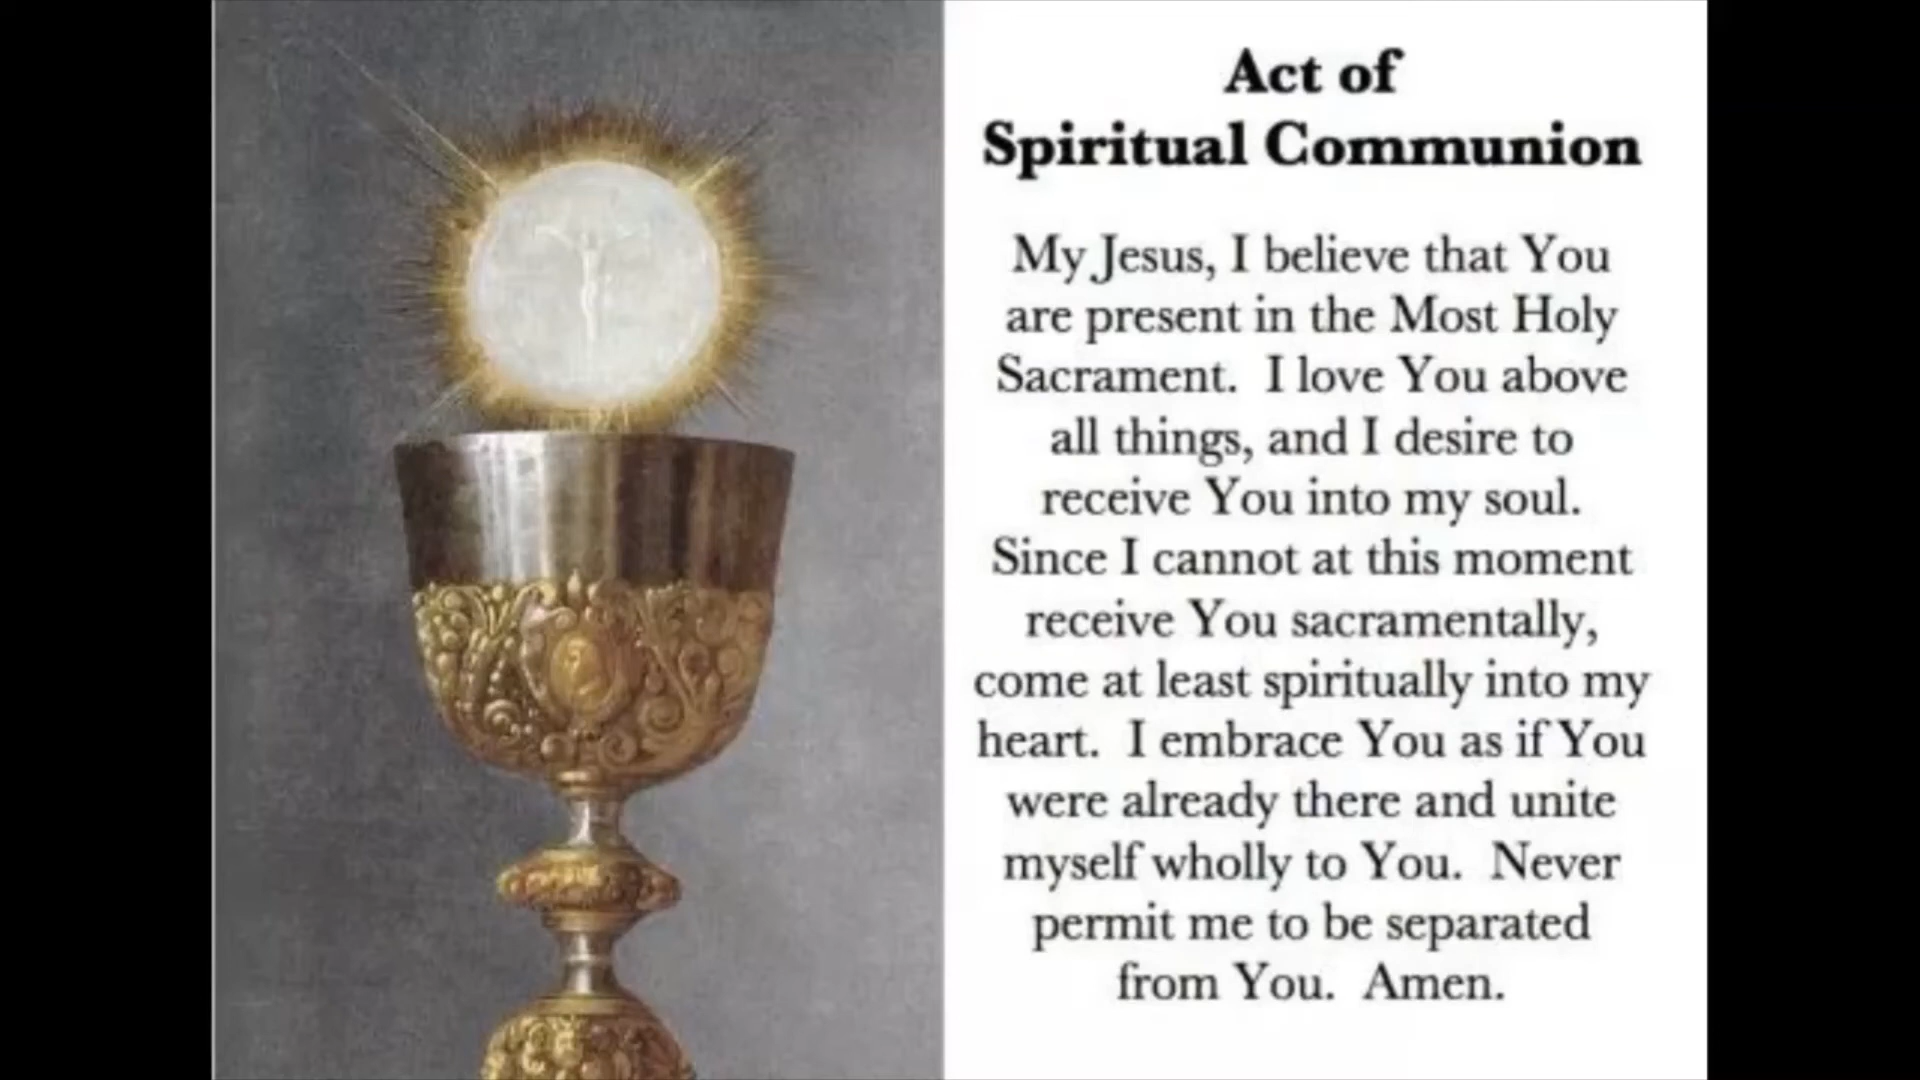 Act of
Spiritual Communion
My Jesus, I believe that You
are present in the Most Holy
Sacrament. I love You above
all things, and I desire to
receive You into my soul.
Since I cannot at this moment
receive You sacramentally,
come at least spiritually into my
heart. I embrace You as if You
were already there and unite
myself wholly to You. Never
permit me to be separated
from You. Amen.